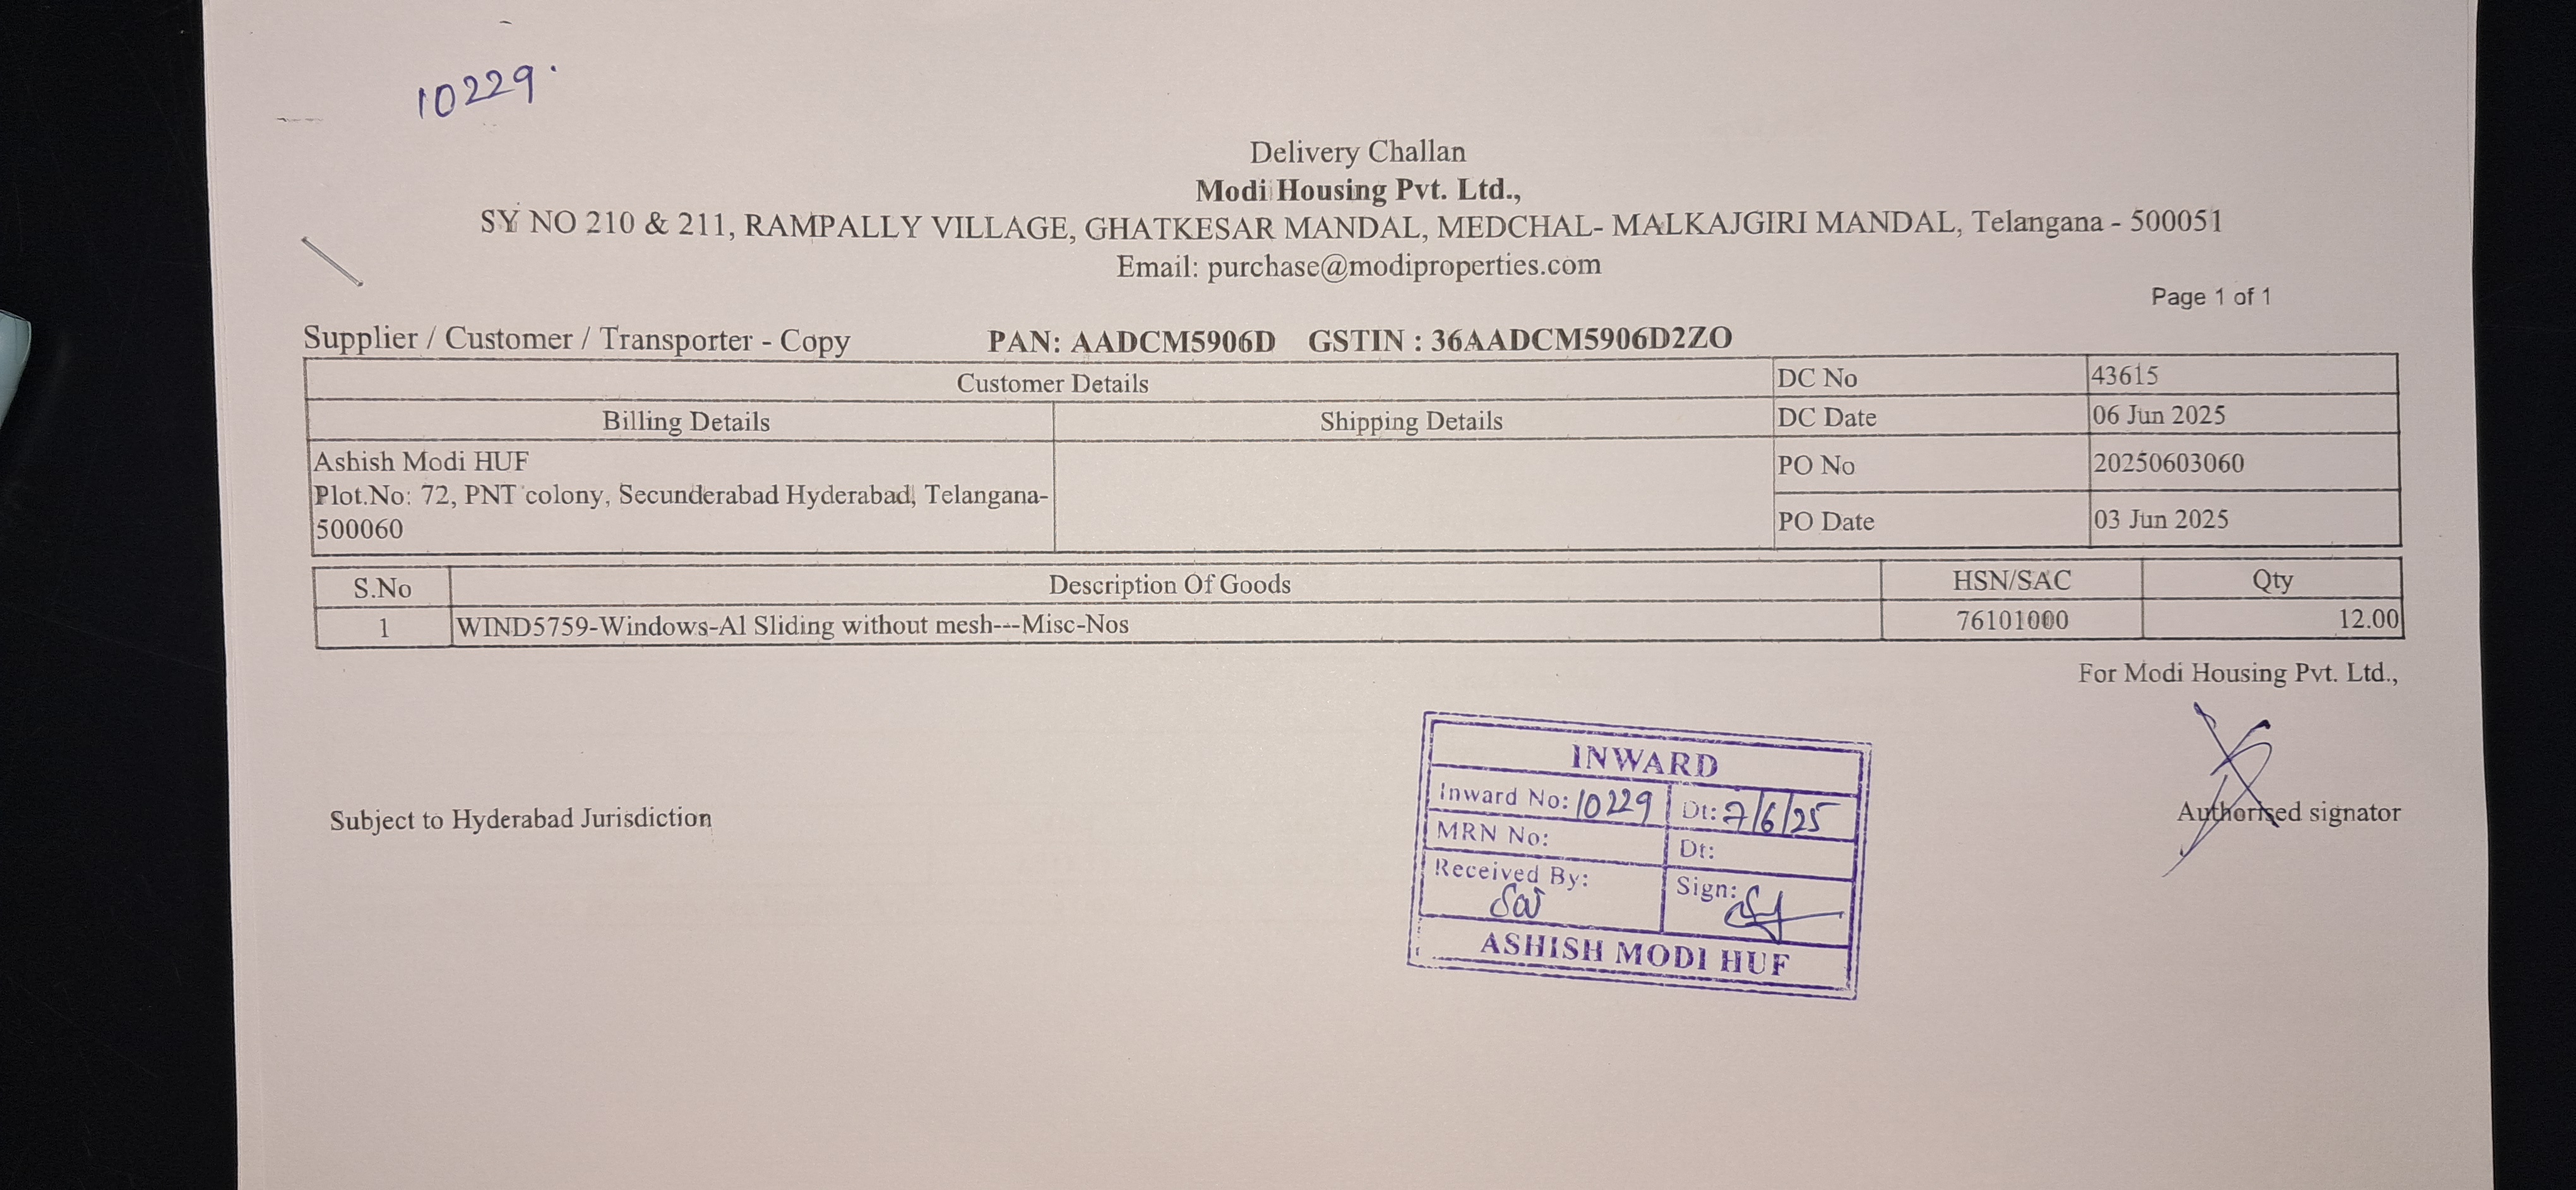 10229.
Delivery Challan
Modi Housing Pvt. Ltd.,
SY NO 210 & 211, RAMPALLY VILLAGE, GHATKESAR MANDAL, MEDCHAL- MALKAJGIRI MANDAL, Telangana - 500051
Email: purchase@modiproperties.com
Page 1 of 1
Supplier / Customer / Transporter - Copy PAN: AADCM5906D GSTIN : 36AADCM5906D2ZO
Customer Details DC No 43615
Billing Details Shipping Details DC Date 06 Jun 2025
Ashish Modi HUF PO No 20250603060
Plot.No: 72, PNT colony, Secunderabad Hyderabad, Telangana-
500060 PO Date 03 Jun 2025
S.No Description Of Goods HSN/SAC Qty
1 WIND5759-Windows-Al Sliding without mesh---Misc-Nos 76101000 12.00
For Modi Housing Pvt. Ltd.,
Subject to Hyderabad Jurisdiction
Authorised signator
INWARD
Inward No: 10229 Dt: 7/6/25
MRN No: Dt:
Received By: Sign:
ASHISH MODI HUF